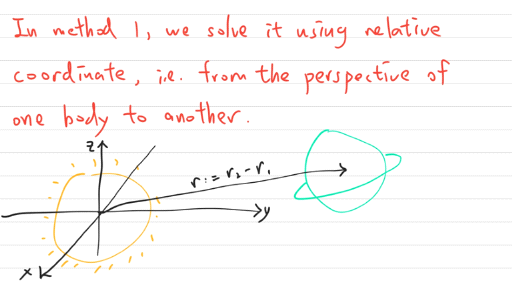 In method 1, we solve it using relative
coordinate, i.e. from the perspective of
one body to another.
z
r := r₂ - r₁
y
x